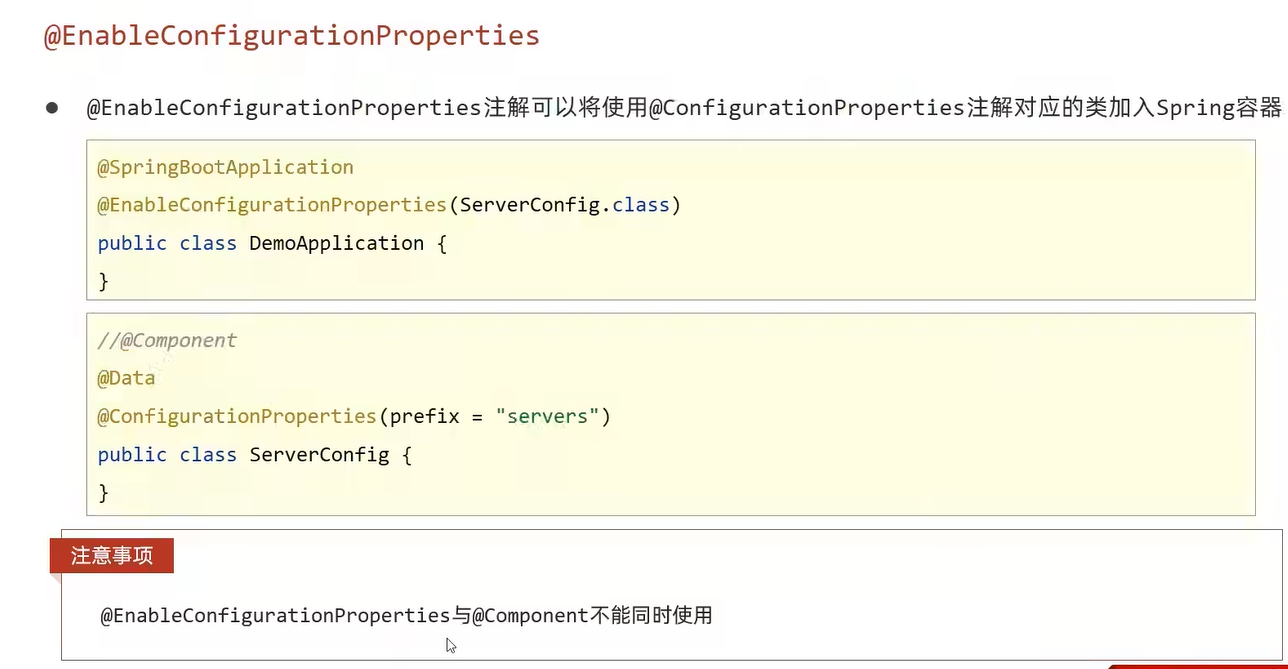 @EnableConfigurationProperties
● @EnableConfigurationProperties注解可以将使用@ConfigurationProperties注解对应的类加入Spring容器
@SpringBootApplication
@EnableConfigurationProperties(ServerConfig.class)
public class DemoApplication {
}
//@Component
@Data
@ConfigurationProperties(prefix = "servers")
public class ServerConfig {
}
注意事项
@EnableConfigurationProperties与@Component不能同时使用